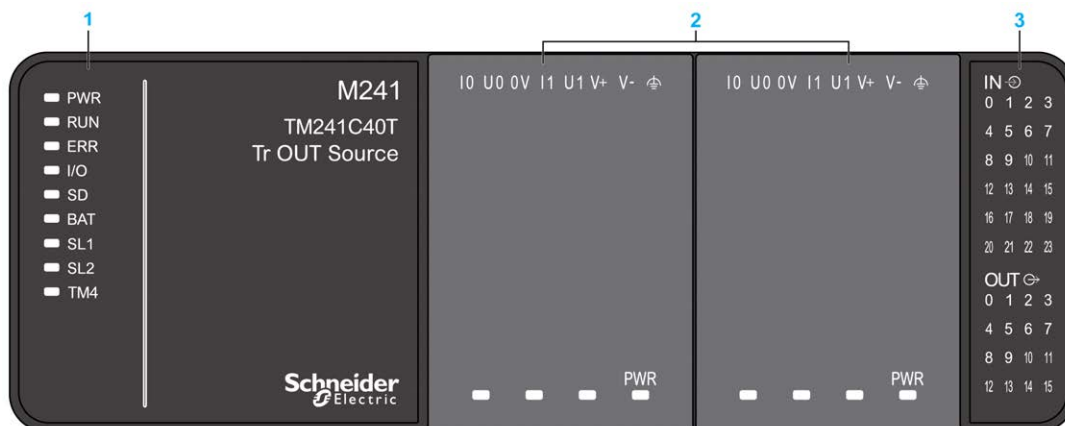 1
2
3
PWR
RUN
ERR
I/O
SD
BAT
SL1
SL2
TM4
M241
TM241C40T
Tr OUT Source
Schneider
Electric
I0 U0 0V I1 U1 V+ V-
PWR
I0 U0 0V I1 U1 V+ V-
PWR
IN
0 1 2 3
4 5 6 7
8 9 10 11
12 13 14 15
16 17 18 19
20 21 22 23
OUT
0 1 2 3
4 5 6 7
8 9 10 11
12 13 14 15